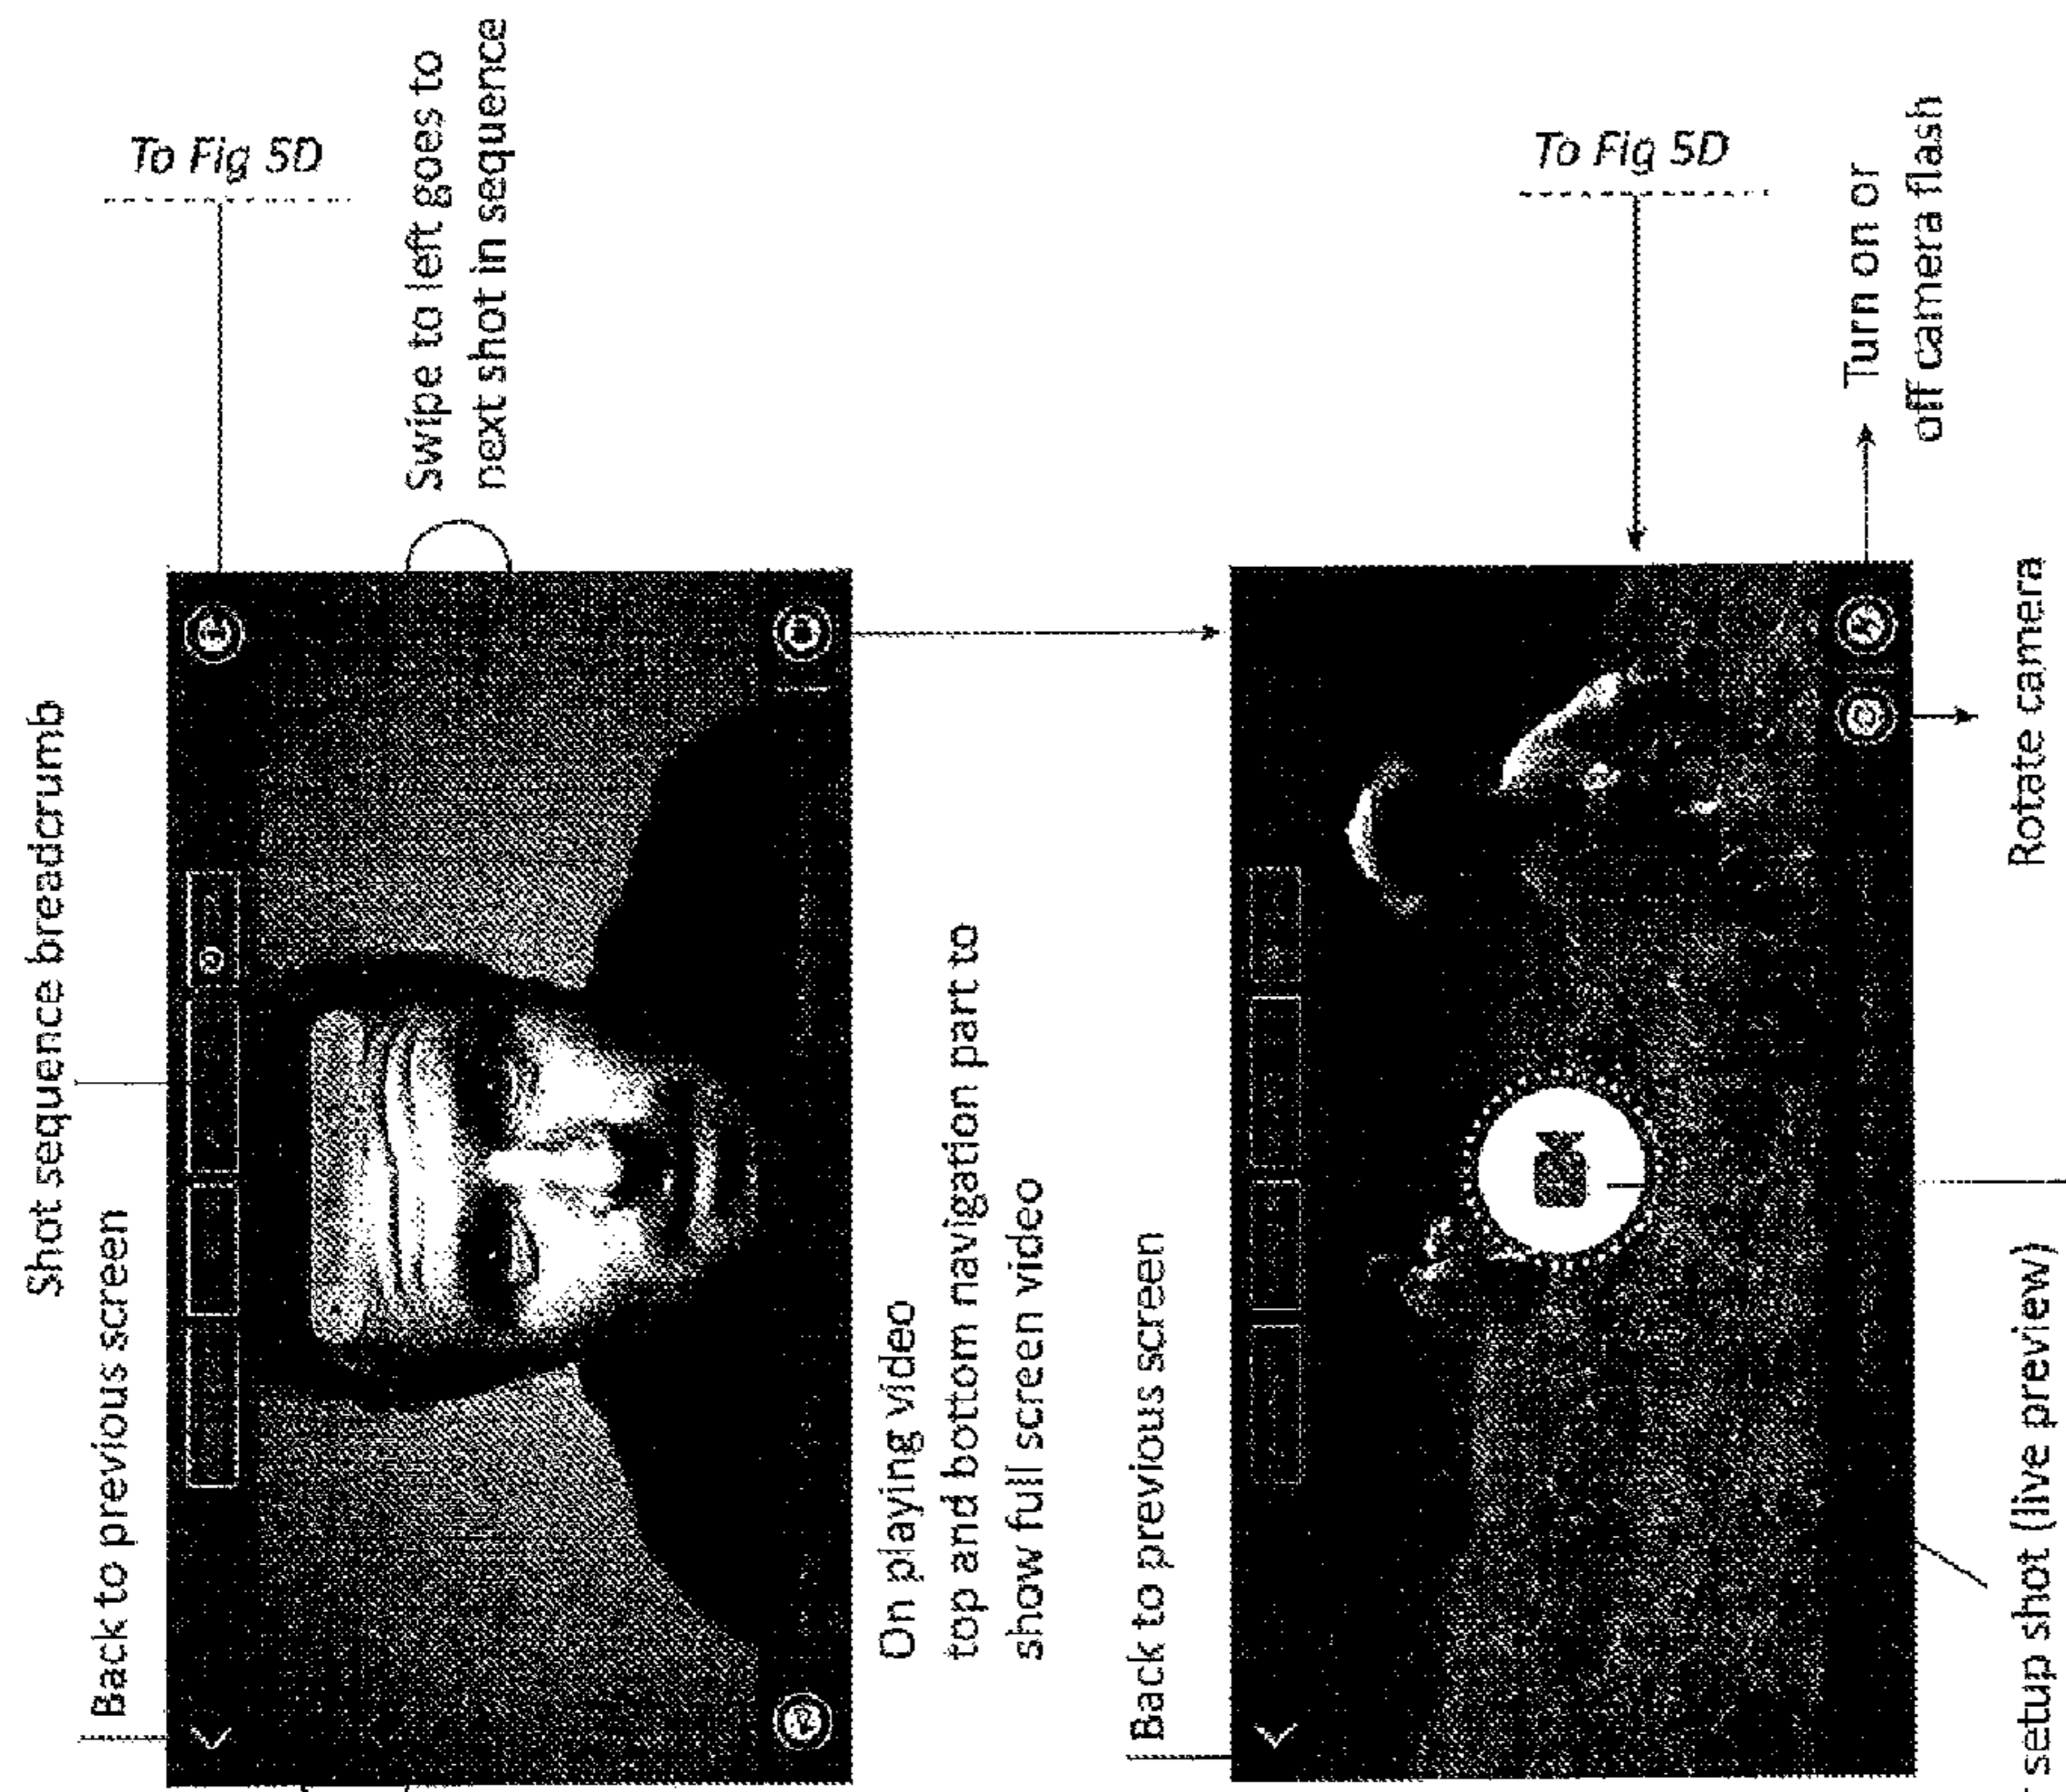 Shot sequence breadcrumb
Back to previous screen
To Fig 5D
Swipe to left goes to
next shot in sequence
On playing video
top and bottom navigation part to
show full screen video
Back to previous screen
To Fig 5D
Turn on or
off camera flash
Rotate camera
setup shot (live preview)